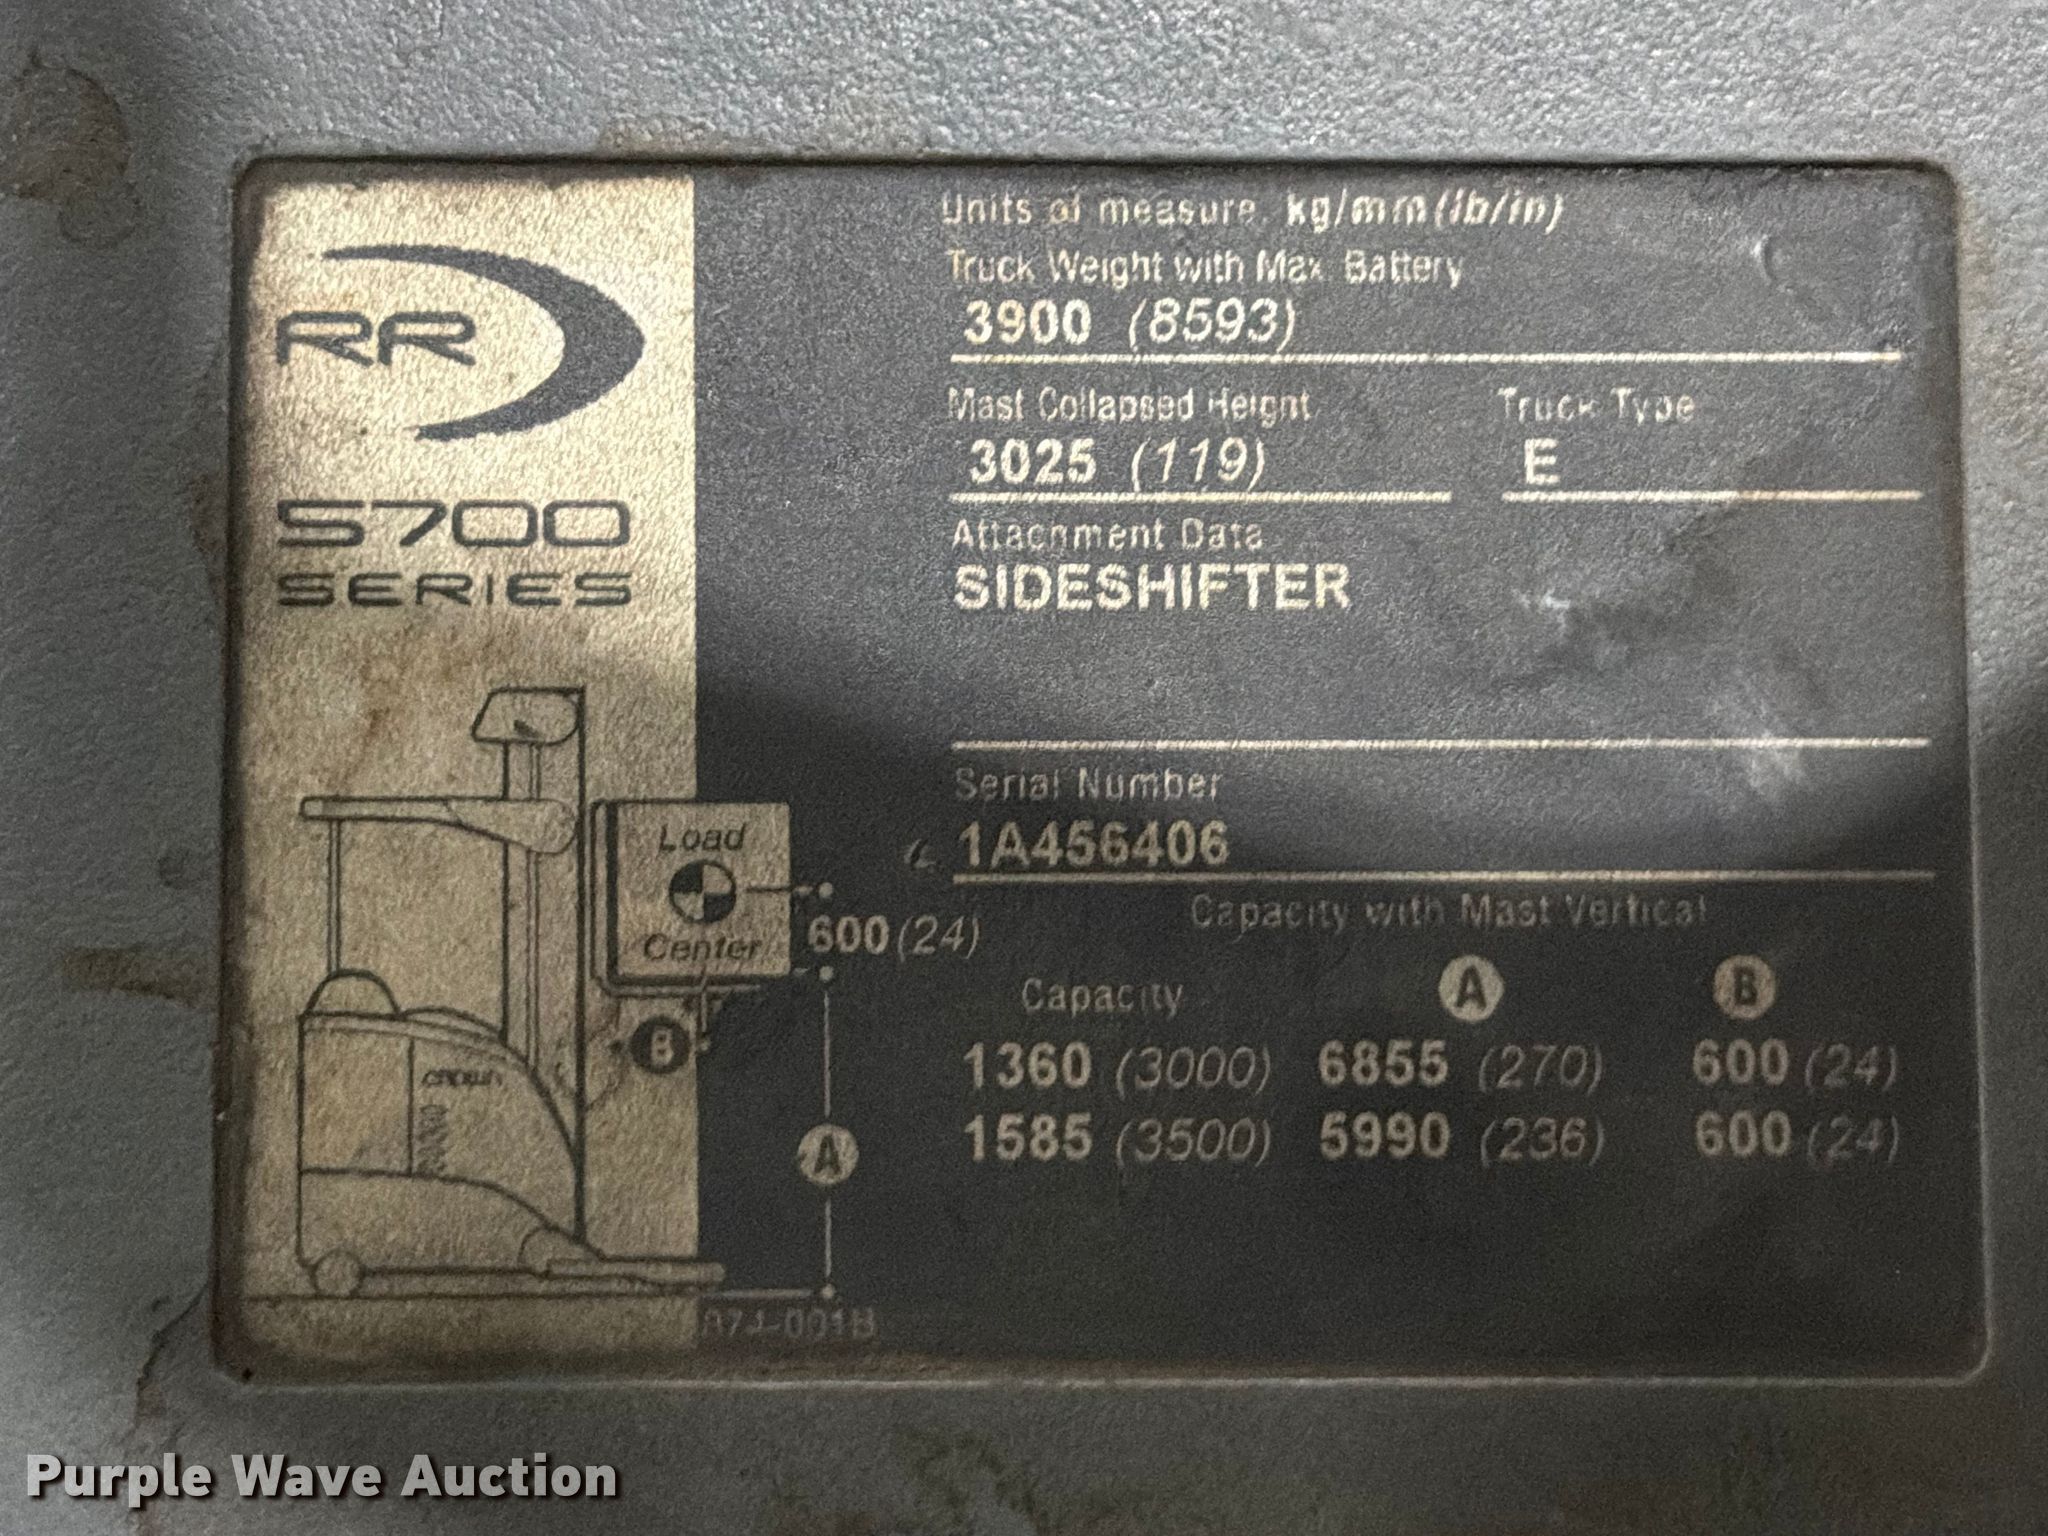 RR
5700
SERIES
Units of measure. kg/mm (lb/in)
Truck Weight with Max. Battery
3900 (8593)
Mast Collapsed Height Truck Type
3025 (119) E
Attachment Data
SIDESHIFTER
Serial Number
1A456406
Load
Center
600 (24)
B
A
CROWN
Capacity with Mast Vertical
Capacity A B
1360 (3000) 6855 (270) 600 (24)
1585 (3500) 5990 (236) 600 (24)
Purple Wave Auction